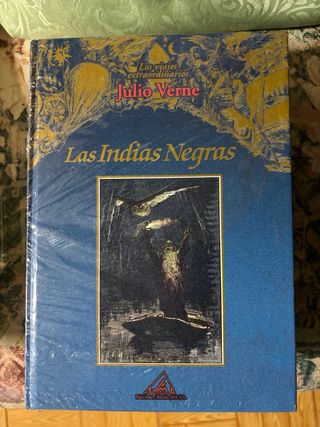 Los viajes
extraordinarios
Julio Verne
Las Indias Negras